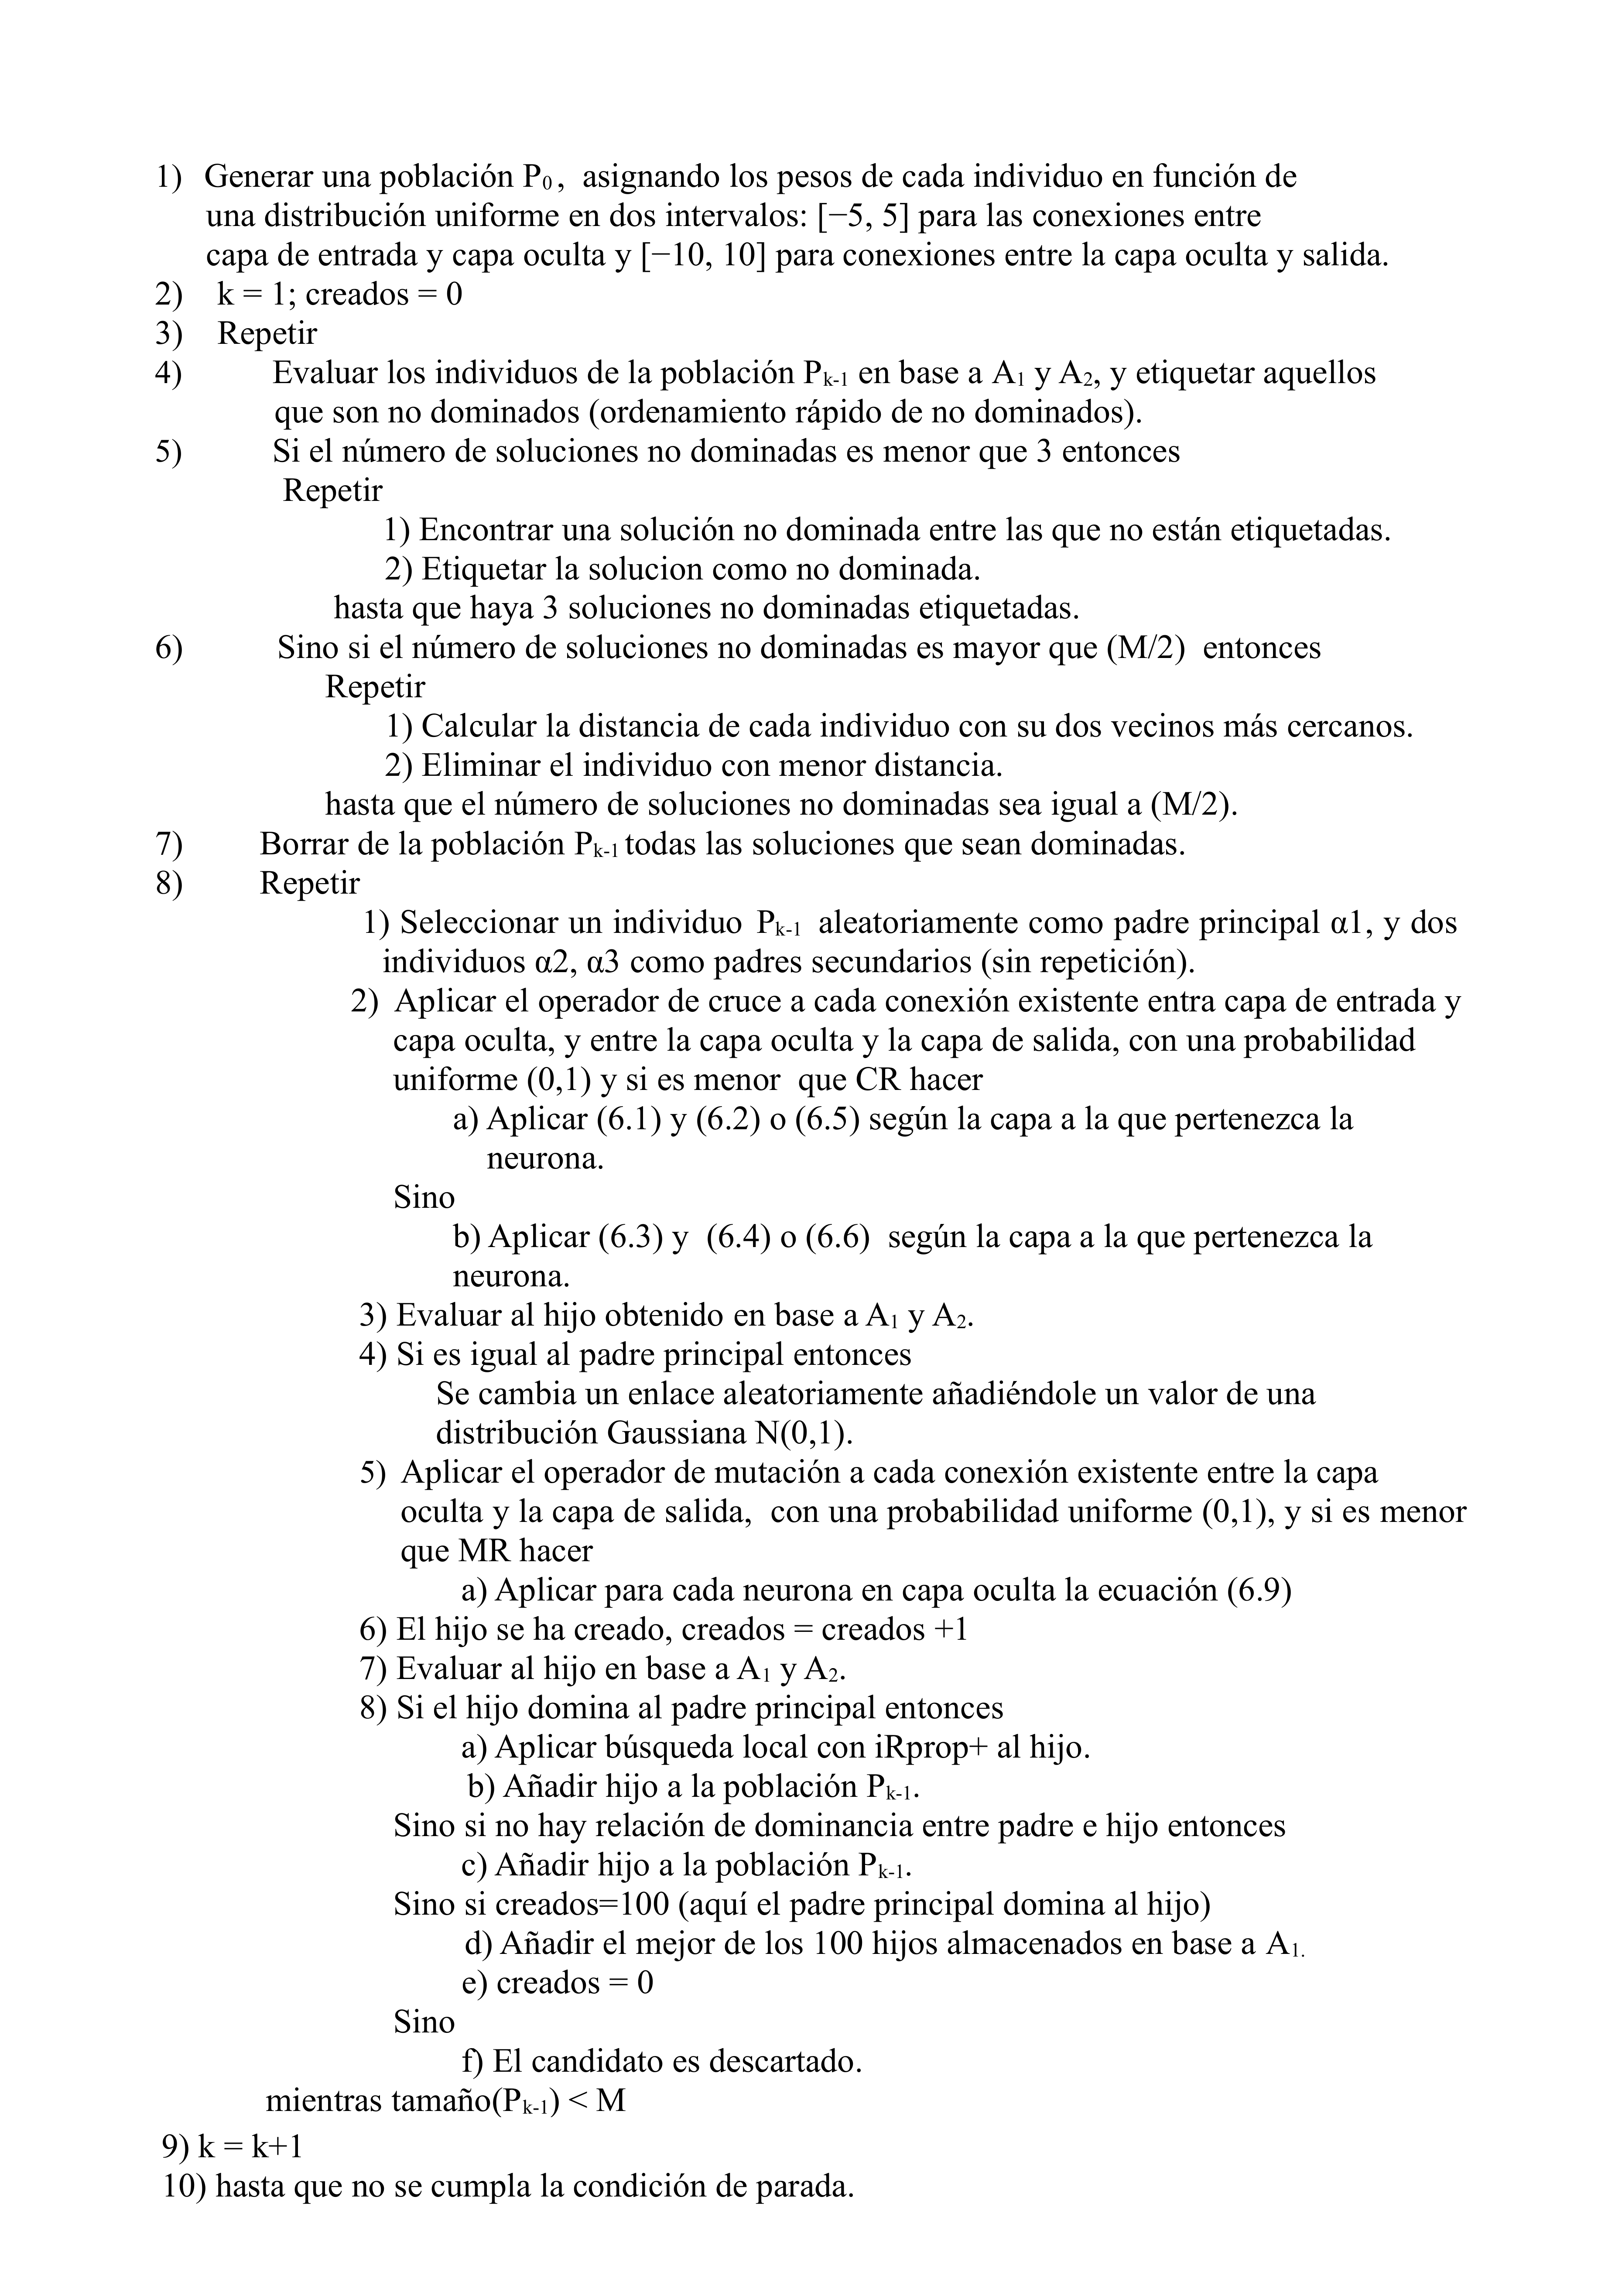 1) Generar una población P0, asignando los pesos de cada individuo en función de
una distribución uniforme en dos intervalos: [−5, 5] para las conexiones entre
capa de entrada y capa oculta y [−10, 10] para conexiones entre la capa oculta y salida.
2) k = 1; creados = 0
3) Repetir
4) Evaluar los individuos de la población Pk-1 en base a A1 y A2, y etiquetar aquellos
que son no dominados (ordenamiento rápido de no dominados).
5) Si el número de soluciones no dominadas es menor que 3 entonces
Repetir
1) Encontrar una solución no dominada entre las que no están etiquetadas.
2) Etiquetar la solucion como no dominada.
hasta que haya 3 soluciones no dominadas etiquetadas.
6) Sino si el número de soluciones no dominadas es mayor que (M/2) entonces
Repetir
1) Calcular la distancia de cada individuo con su dos vecinos más cercanos.
2) Eliminar el individuo con menor distancia.
hasta que el número de soluciones no dominadas sea igual a (M/2).
7) Borrar de la población Pk-1 todas las soluciones que sean dominadas.
8) Repetir
1) Seleccionar un individuo Pk-1 aleatoriamente como padre principal α1, y dos
individuos α2, α3 como padres secundarios (sin repetición).
2) Aplicar el operador de cruce a cada conexión existente entra capa de entrada y
capa oculta, y entre la capa oculta y la capa de salida, con una probabilidad
uniforme (0,1) y si es menor que CR hacer
a) Aplicar (6.1) y (6.2) o (6.5) según la capa a la que pertenezca la
neurona.
Sino
b) Aplicar (6.3) y (6.4) o (6.6) según la capa a la que pertenezca la
neurona.
3) Evaluar al hijo obtenido en base a A1 y A2.
4) Si es igual al padre principal entonces
Se cambia un enlace aleatoriamente añadiéndole un valor de una
distribución Gaussiana N(0,1).
5) Aplicar el operador de mutación a cada conexión existente entre la capa
oculta y la capa de salida, con una probabilidad uniforme (0,1), y si es menor
que MR hacer
a) Aplicar para cada neurona en capa oculta la ecuación (6.9)
6) El hijo se ha creado, creados = creados +1
7) Evaluar al hijo en base a A1 y A2.
8) Si el hijo domina al padre principal entonces
a) Aplicar búsqueda local con iRprop+ al hijo.
b) Añadir hijo a la población Pk-1.
Sino si no hay relación de dominancia entre padre e hijo entonces
c) Añadir hijo a la población Pk-1.
Sino si creados=100 (aquí el padre principal domina al hijo)
d) Añadir el mejor de los 100 hijos almacenados en base a A1.
e) creados = 0
Sino
f) El candidato es descartado.
mientras tamaño(Pk-1) < M
9) k = k+1
10) hasta que no se cumpla la condición de parada.